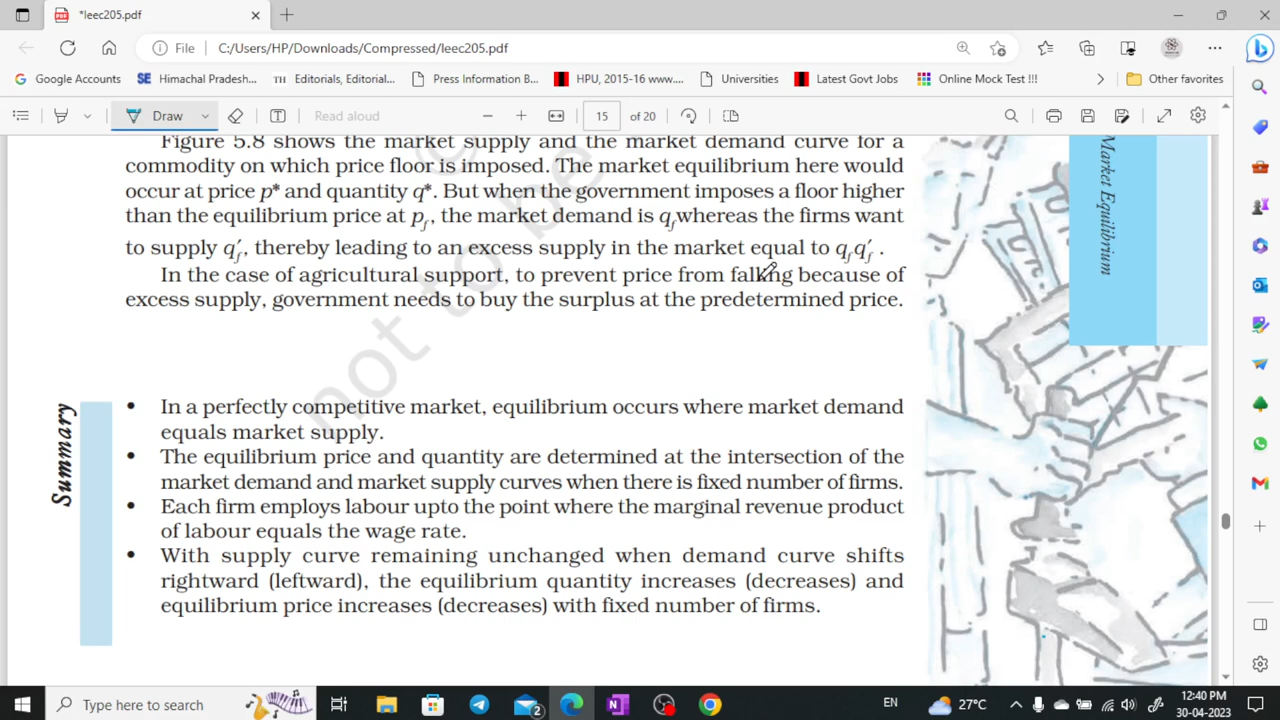 *leec205.pdf
File C:/Users/HP/Downloads/Compressed/leec205.pdf
Google Accounts SE Himachal Pradesh... TH Editorials, Editorial... Press Information B... HPU, 2015-16 www.... Universities Latest Govt Jobs Online Mock Test !!! Other favorites
Draw Read aloud 15 of 20
Figure 5.8 shows the market supply and the market demand curve for a
commodity on which price floor is imposed. The market equilibrium here would
occur at price p* and quantity q*. But when the government imposes a floor higher
than the equilibrium price at pf, the market demand is qf whereas the firms want
to supply q′f, thereby leading to an excess supply in the market equal to qf q′f .
In the case of agricultural support, to prevent price from falling because of
excess supply, government needs to buy the surplus at the predetermined price.
Market Equilibrium
© not to be
Summary
• In a perfectly competitive market, equilibrium occurs where market demand
equals market supply.
• The equilibrium price and quantity are determined at the intersection of the
market demand and market supply curves when there is fixed number of firms.
• Each firm employs labour upto the point where the marginal revenue product
of labour equals the wage rate.
• With supply curve remaining unchanged when demand curve shifts
rightward (leftward), the equilibrium quantity increases (decreases) and
equilibrium price increases (decreases) with fixed number of firms.
Type here to search 2 EN 27°C 12:40 PM
30-04-2023